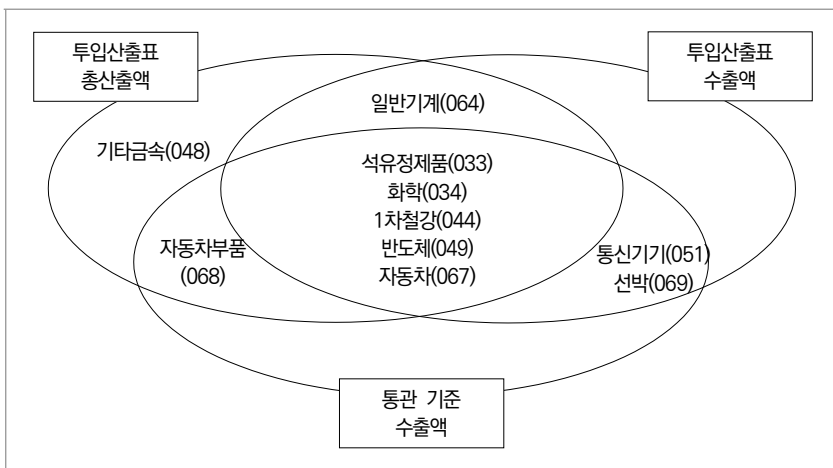 투입산출표
총산출액
투입산출표
수출액
일반기계(064)
기타금속(048)
석유정제품(033)
화학(034)
1차철강(044)
반도체(049)
자동차(067)
자동차부품
(068)
통신기기(051)
선박(069)
통관 기준
수출액